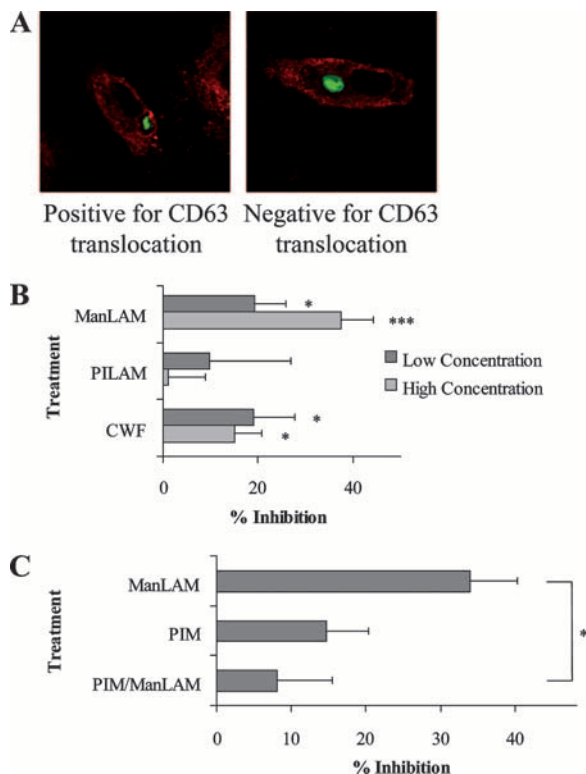 A
Positive for CD63 translocation
Negative for CD63 translocation
B
Treatment
ManLAM
*
***
PILAM
CWF
*
*
Low Concentration
High Concentration
0 20 40
% Inhibition
C
Treatment
ManLAM
PIM
PIM/ManLAM
*
0 10 20 30 40
% Inhibition